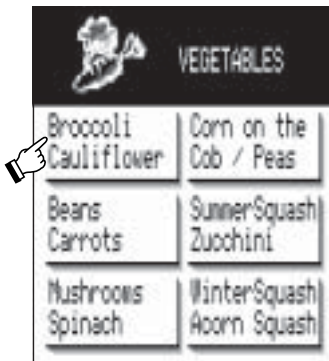 VEGETABLES
Broccoli
Cauliflower
Corn on the
Cob / Peas
Beans
Carrots
SummerSquash
Zucchini
Mushrooms
Spinach
WinterSquash
Acorn Squash